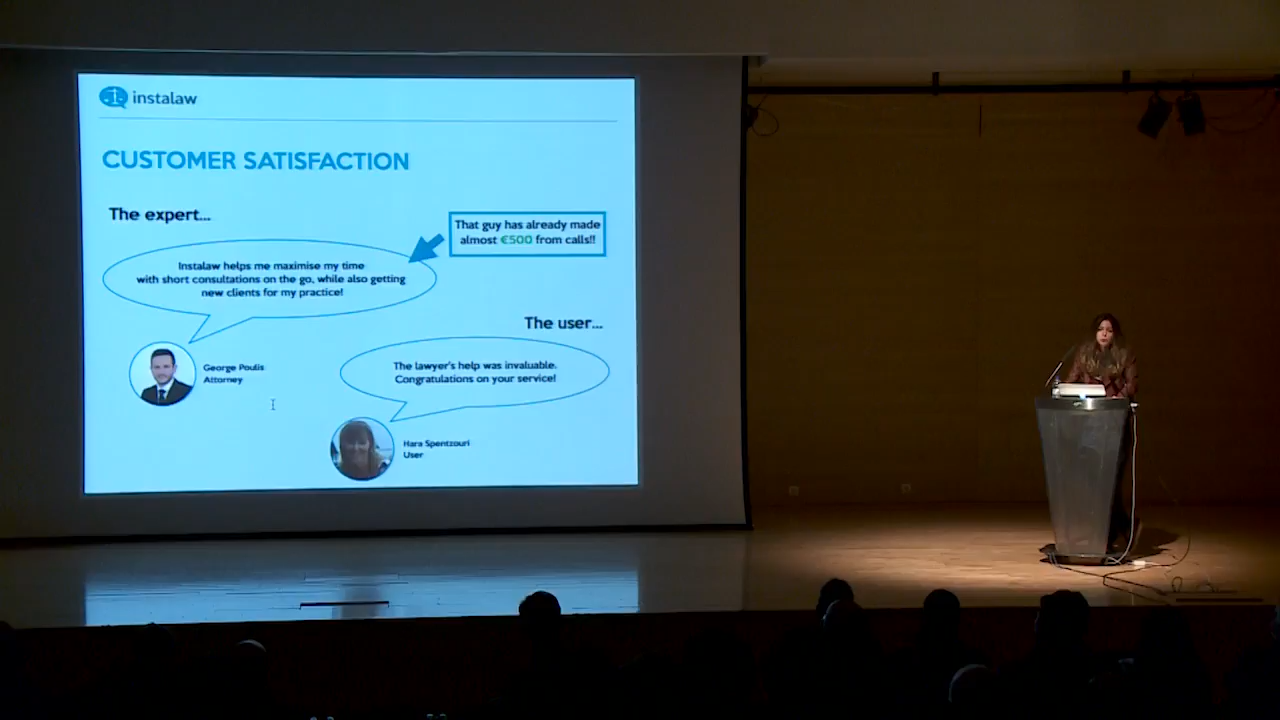 instalaw
CUSTOMER SATISFACTION
The expert...
That guy has already made
almost €500 from calls!!
Instalaw helps me maximise my time
with short consultations on the go, while also getting
new clients for my practice!
George Poulis
Attorney
The user...
The lawyer's help was invaluable.
Congratulations on your service!
Hara Spentzouri
User